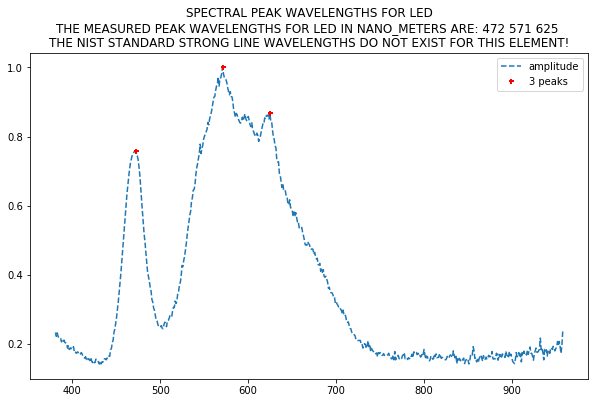 SPECTRAL PEAK WAVELENGTHS FOR LED
THE MEASURED PEAK WAVELENGTHS FOR LED IN NANO_METERS ARE: 472 571 625
THE NIST STANDARD STRONG LINE WAVELENGTHS DO NOT EXIST FOR THIS ELEMENT!
amplitude
3 peaks
1.0
0.8
0.6
0.4
0.2
400 500 600 700 800 900